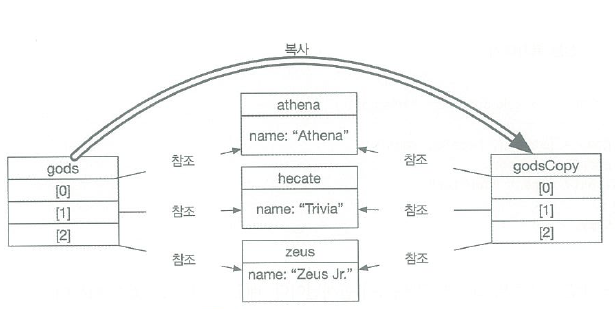 복사
athena
name: “Athena”
gods
[0]
[1]
[2]
참조
참조
참조
hecate
name: “Trivia”
zeus
name: “Zeus Jr.”
참조
참조
참조
godsCopy
[0]
[1]
[2]